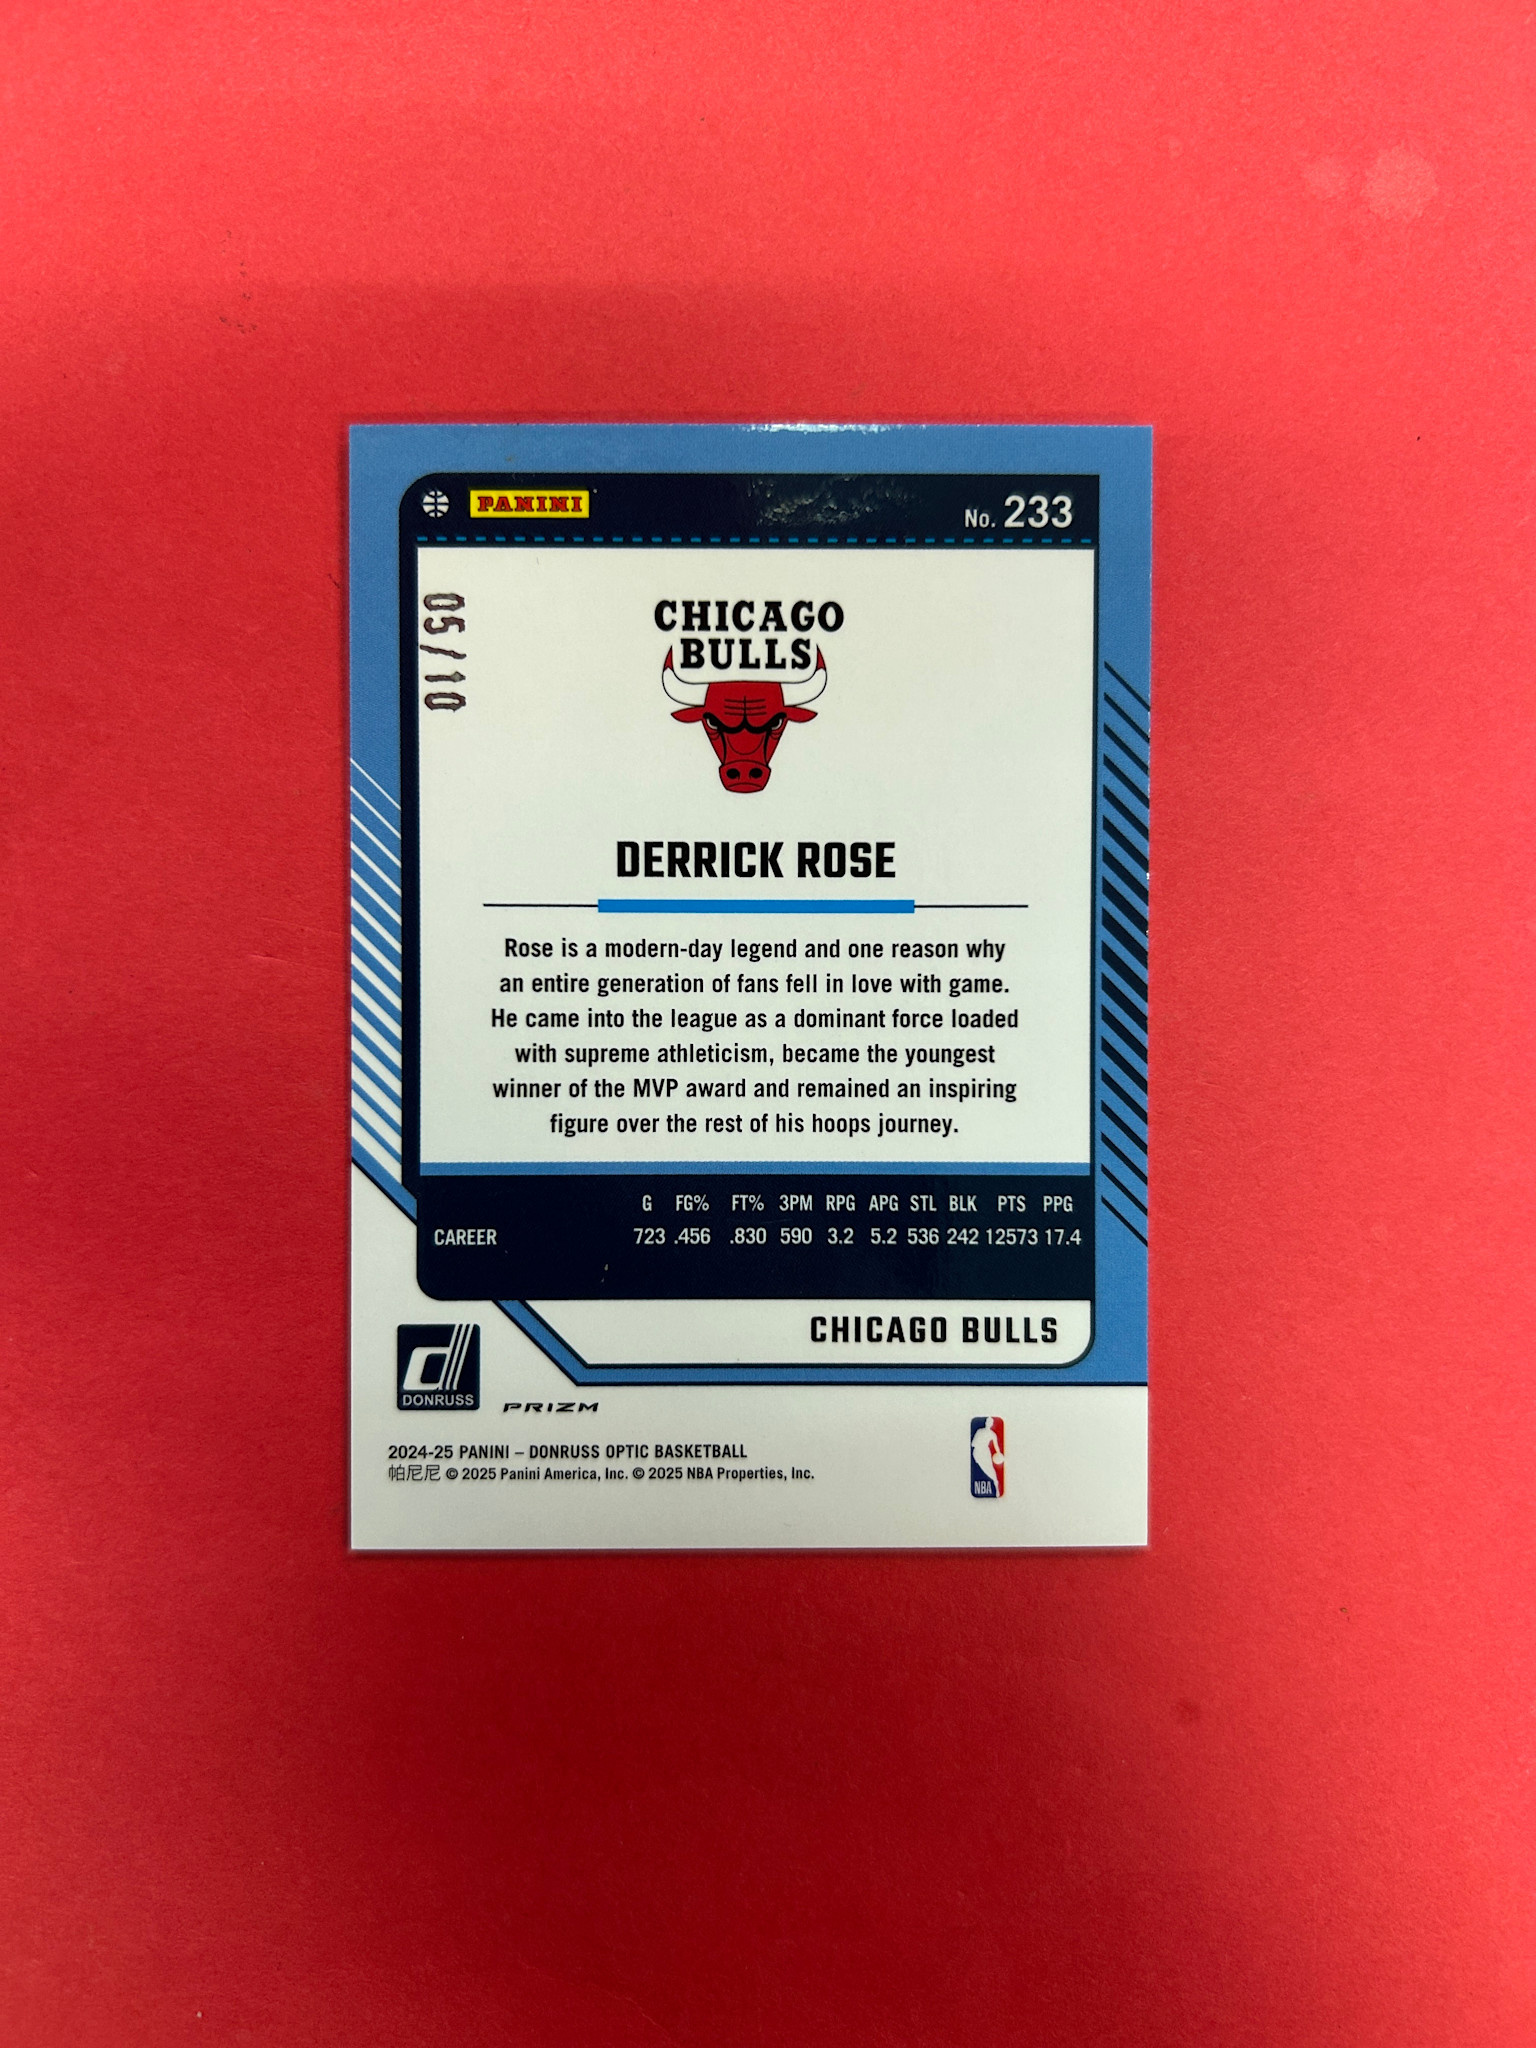 PANINI
No. 233
05/10
CHICAGO
BULLS
DERRICK ROSE
Rose is a modern-day legend and one reason why
an entire generation of fans fell in love with game.
He came into the league as a dominant force loaded
with supreme athleticism, became the youngest
winner of the MVP award and remained an inspiring
figure over the rest of his hoops journey.
G FG% FT% 3PM RPG APG STL BLK PTS PPG
CAREER 723 .456 .830 590 3.2 5.2 536 242 12573 17.4
CHICAGO BULLS
d
DONRUSS
PRIZM
2024-25 PANINI – DONRUSS OPTIC BASKETBALL
帕尼尼 © 2025 Panini America, Inc. © 2025 NBA Properties, Inc.
NBA